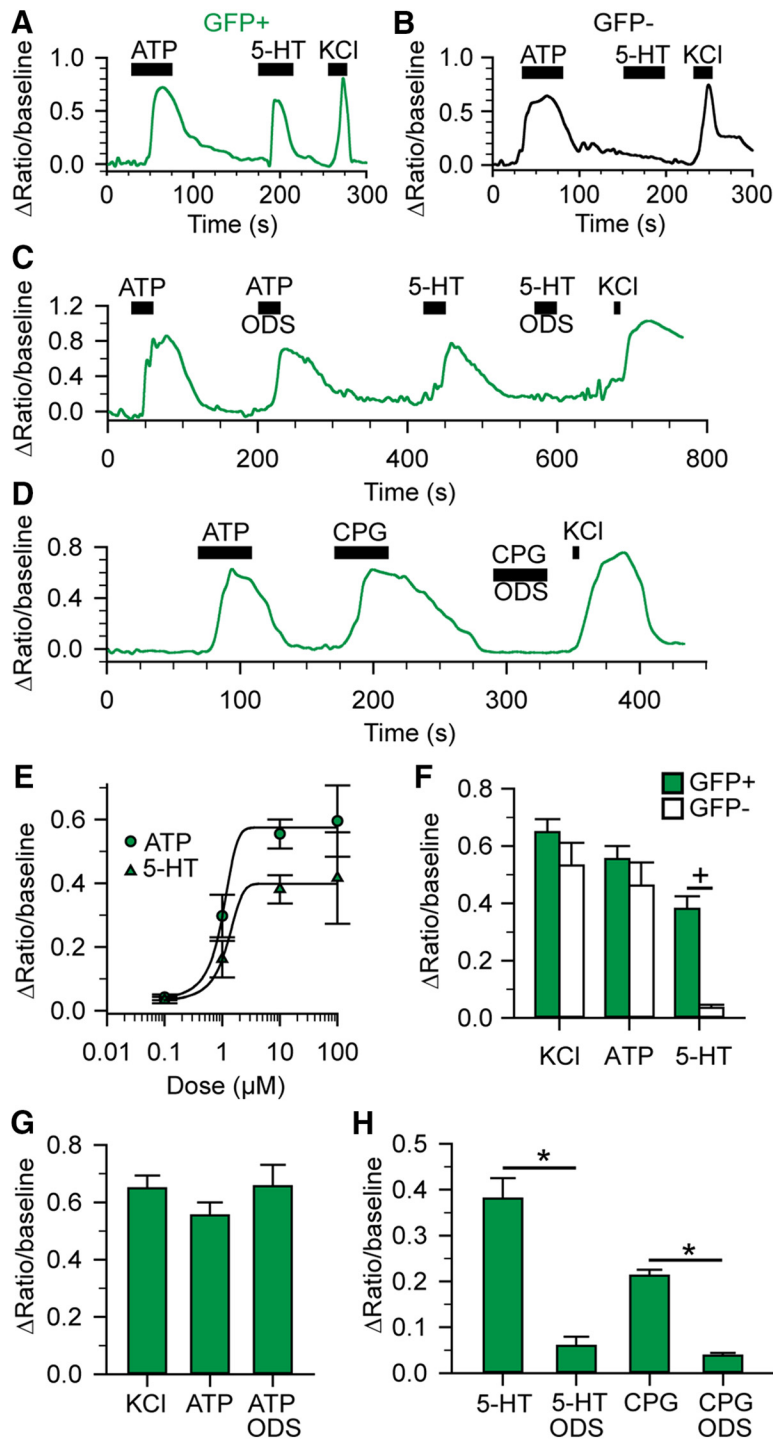 A GFP+
ATP 5-HT KCl
ΔRatio/baseline
1.0
0.5
0.0
0 100 200 300
Time (s)
B GFP-
ATP 5-HT KCl
ΔRatio/baseline
1.0
0.5
0.0
0 100 200 300
Time (s)
C
ATP ATP 5-HT 5-HT KCl
ODS ODS
ΔRatio/baseline
1.2
0.8
0.4
0.0
0 200 400 600 800
Time (s)
D
ATP CPG CPG KCl
ODS
ΔRatio/baseline
0.8
0.4
0.0
0 100 200 300 400
Time (s)
E
ATP
5-HT
ΔRatio/baseline
0.6
0.4
0.2
0.0
0.01 0.1 1 10 100
Dose (µM)
F
GFP+
GFP-
+
ΔRatio/baseline
0.8
0.6
0.4
0.2
0.0
KCl ATP 5-HT
G
ΔRatio/baseline
0.8
0.6
0.4
0.2
0.0
KCl ATP ATP
ODS
H
* *
ΔRatio/baseline
0.5
0.4
0.3
0.2
0.1
0.0
5-HT 5-HT CPG CPG
ODS ODS